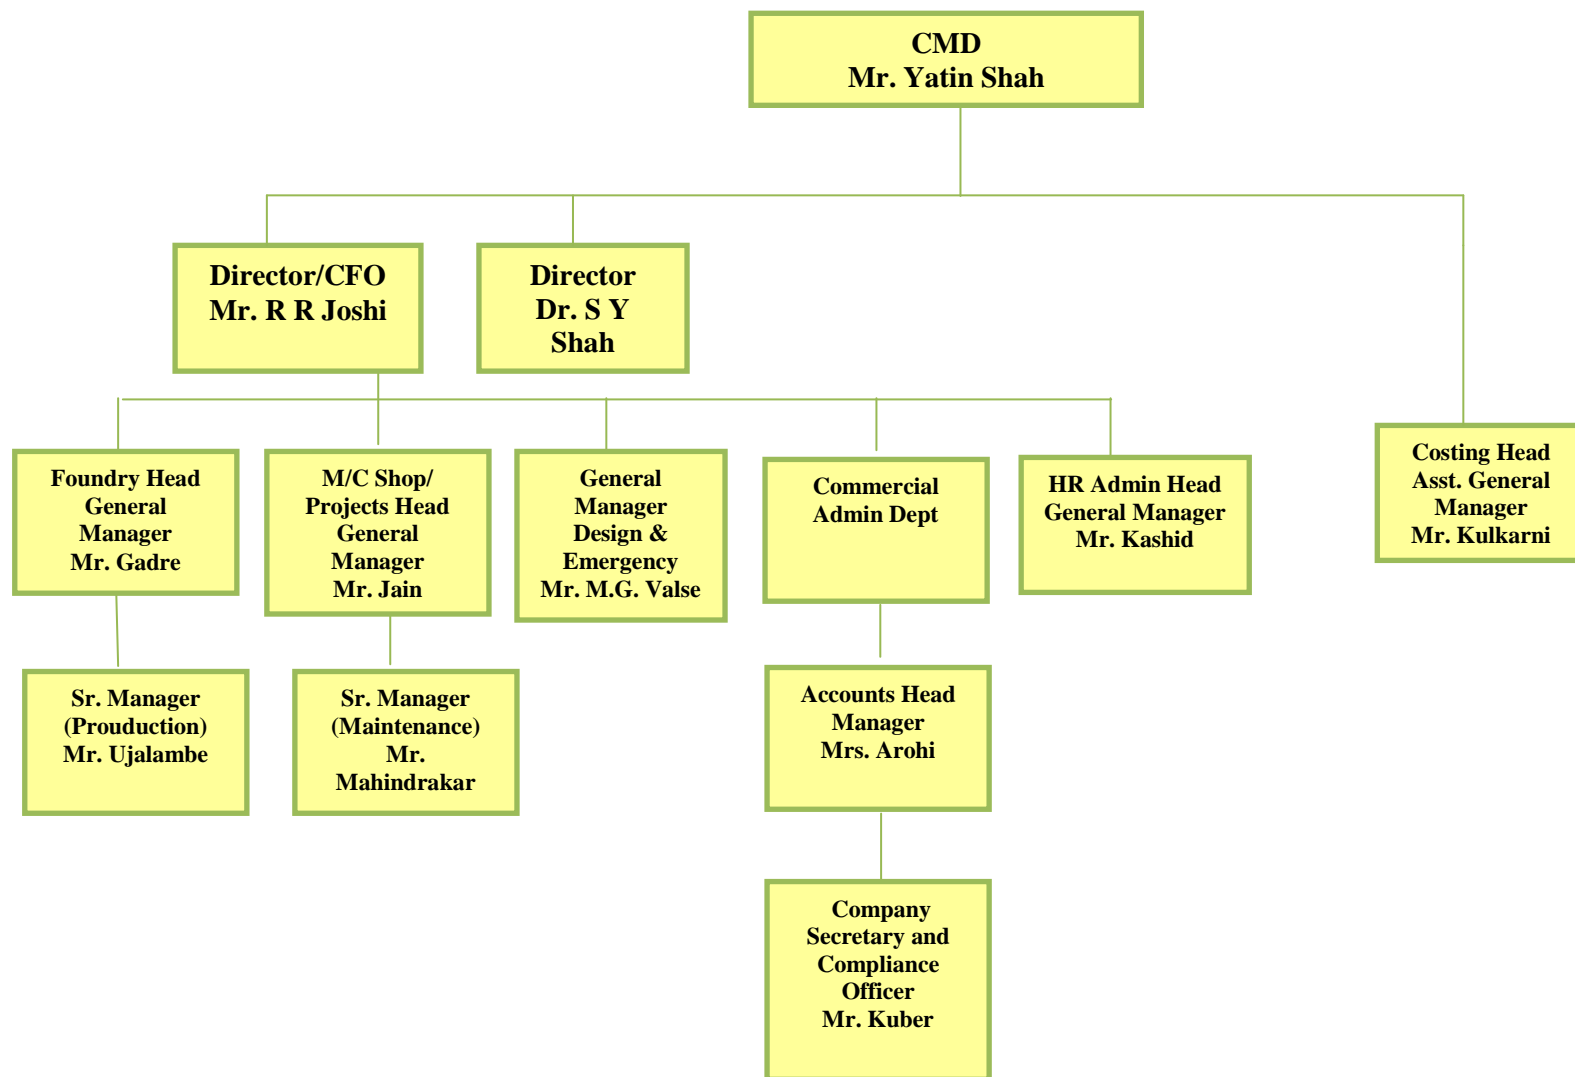 CMD
Mr. Yatin Shah
Director/CFO
Mr. R R Joshi
Director
Dr. S Y
Shah
Foundry Head
General
Manager
Mr. Gadre
M/C Shop/
Projects Head
General
Manager
Mr. Jain
General
Manager
Design &
Emergency
Mr. M.G. Valse
Commercial
Admin Dept
HR Admin Head
General Manager
Mr. Kashid
Costing Head
Asst. General
Manager
Mr. Kulkarni
Sr. Manager
(Prouduction)
Mr. Ujalambe
Sr. Manager
(Maintenance)
Mr.
Mahindrakar
Accounts Head
Manager
Mrs. Arohi
Company
Secretary and
Compliance
Officer
Mr. Kuber